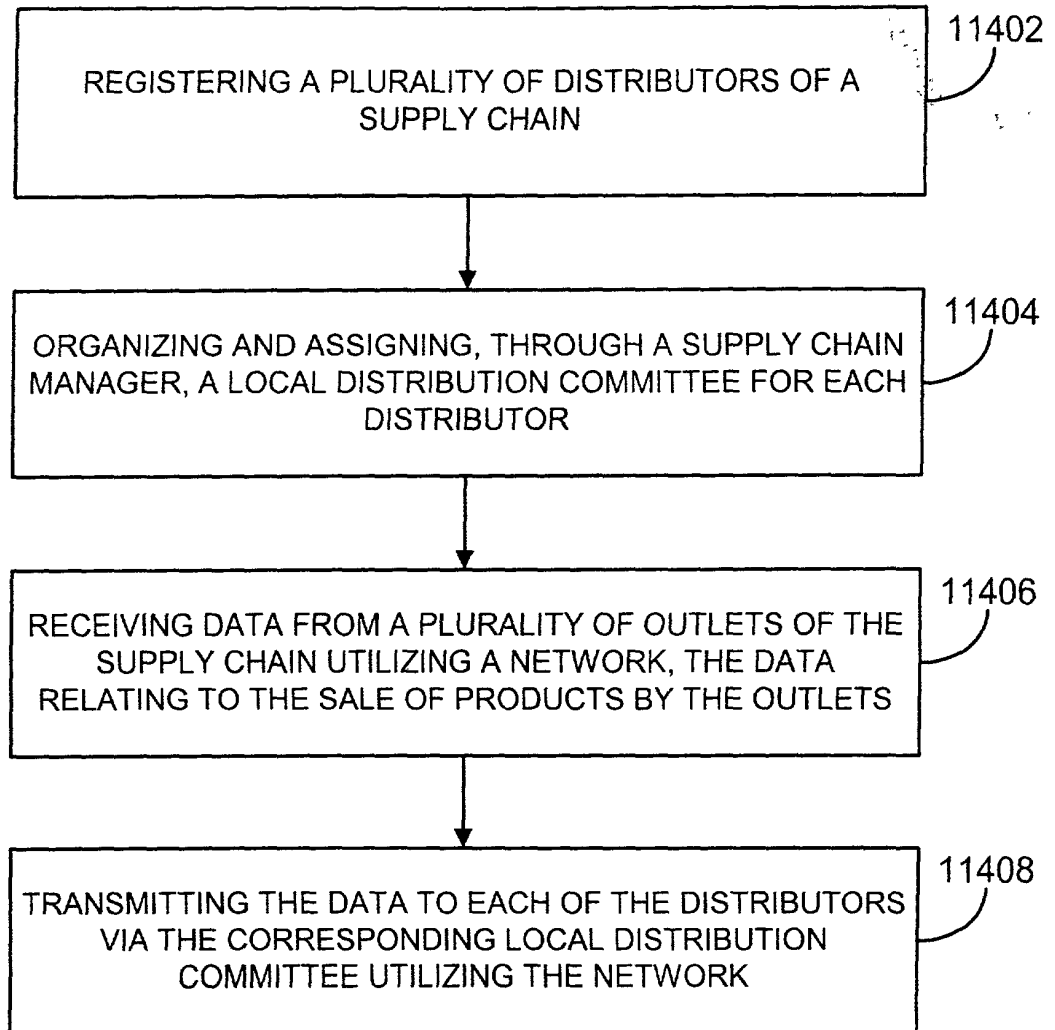 11402
REGISTERING A PLURALITY OF DISTRIBUTORS OF A
SUPPLY CHAIN
11404
ORGANIZING AND ASSIGNING, THROUGH A SUPPLY CHAIN
MANAGER, A LOCAL DISTRIBUTION COMMITTEE FOR EACH
DISTRIBUTOR
11406
RECEIVING DATA FROM A PLURALITY OF OUTLETS OF THE
SUPPLY CHAIN UTILIZING A NETWORK, THE DATA
RELATING TO THE SALE OF PRODUCTS BY THE OUTLETS
11408
TRANSMITTING THE DATA TO EACH OF THE DISTRIBUTORS
VIA THE CORRESPONDING LOCAL DISTRIBUTION
COMMITTEE UTILIZING THE NETWORK